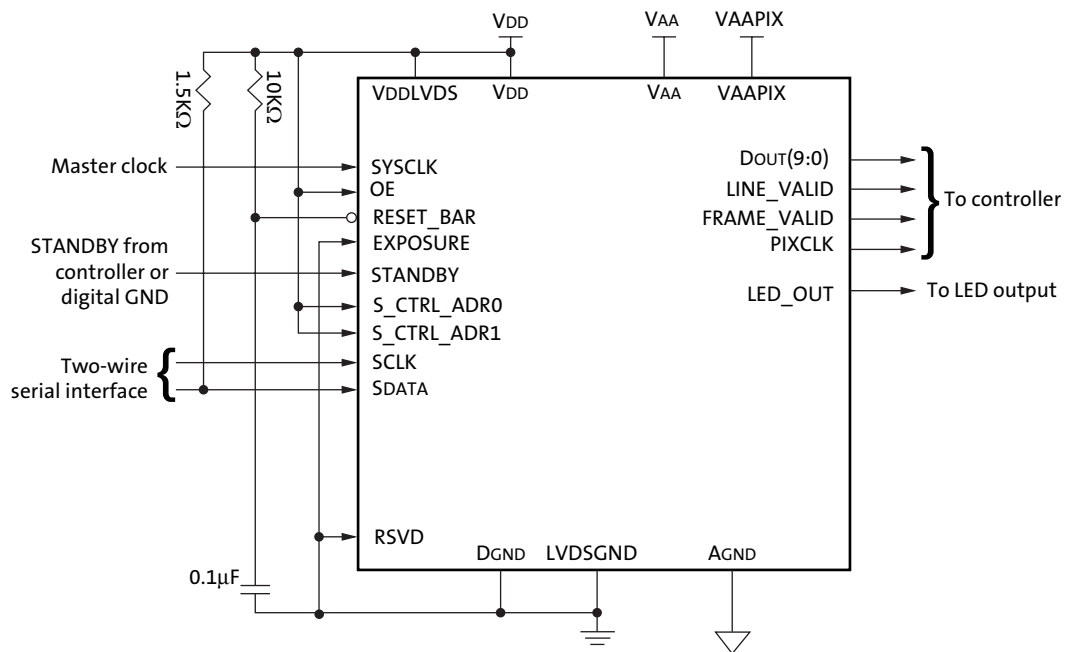 VDD
VAA
VAAPIX
1.5KΩ
10KΩ
VDDLVDS
VDD
VAA
VAAPIX
Master clock
SYSCLK
OE
RESET_BAR
EXPOSURE
STANDBY from
controller or
digital GND
STANDBY
S_CTRL_ADR0
S_CTRL_ADR1
Two-wire
serial interface
SCLK
SDATA
RSVD
DOUT(9:0)
LINE_VALID
FRAME_VALID
PIXCLK
To controller
LED_OUT
To LED output
0.1μF
DGND
LVDSGND
AGND